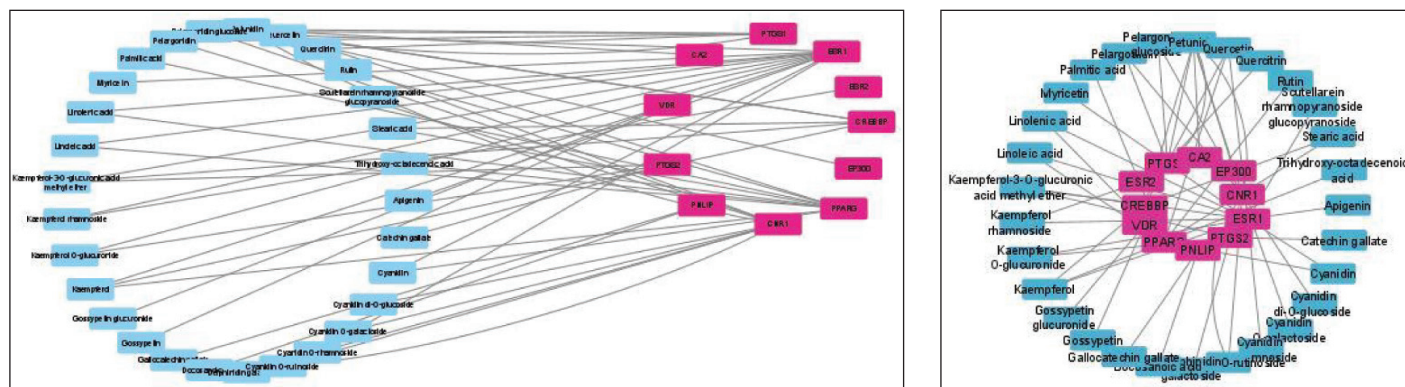 Quercitrin
Rutin
Scutellarein rhamnopyranoside
glucopyranoside
Stearic acid
Trihydroxy-octadecenoic acid
Apigenin
Catechin gallate
Cyanidin
Cyanidin di-O-glucoside
Cyanidin O-galactoside
Cyanidin O-rhamnoside
Cyanidin O-rutinoside
Gossypetin
Gossypetin glucuronide
Kaempferol
Kaempferol O-glucuronide
Kaempferol rhamnoside
Kaempferol-3-O-glucuronic acid
methyl ether
Linoleic acid
Linolenic acid
Myricetin
Palmitic acid
Pelargonidin
CA2
ESR1
ESR2
VDR
CREBBP
PTGS2
EP300
PNLIP
PPARG
CNR1
Petunidin
Quercetin
Quercitrin
Rutin
Scutellarein
rhamnopyranoside
glucopyranoside
Stearic acid
Trihydroxy-octadecenoic
acid
Apigenin
Catechin gallate
Cyanidin
Cyanidin
di-O-glucoside
Cyanidin
O-galactoside
Cyanidin
O-rutinoside
galactoside
Docosanoic acid
Gallocatechin gallate
Gossypetin
Gossypetin
glucuronide
Kaempferol
Kaempferol
O-glucuronide
Kaempferol
rhamnoside
Kaempferol-3-O-glucuronic
acid methyl ether
Linoleic acid
Linolenic acid
Myricetin
Palmitic acid
glucoside
CA2
EP300
CNR1
ESR1
PTGS2
PNLIP
PPARG
VDR
CREBBP
ESR2